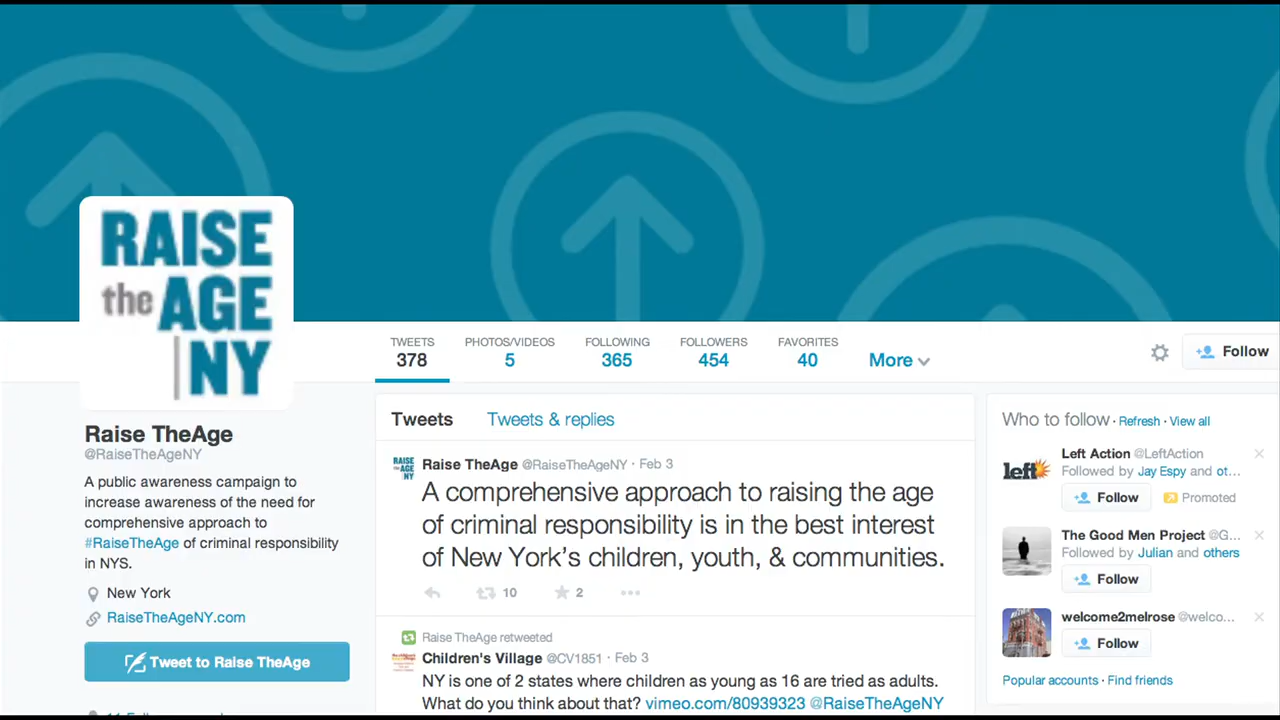 RAISE
the AGE
NY
TWEETS
378
PHOTOS/VIDEOS
5
FOLLOWING
365
FOLLOWERS
454
FAVORITES
40
More
Follow
Raise TheAge
@RaiseTheAgeNY
A public awareness campaign to
increase awareness of the need for
comprehensive approach to
#RaiseTheAge of criminal responsibility
in NYS.
New York
RaiseTheAgeNY.com
Tweet to Raise TheAge
Tweets Tweets & replies
RAISE
the AGE
NY
Raise TheAge @RaiseTheAgeNY · Feb 3
A comprehensive approach to raising the age
of criminal responsibility is in the best interest
of New York's children, youth, & communities.
10 2
Raise TheAge retweeted
Children's Village @CV1851 · Feb 3
NY is one of 2 states where children as young as 16 are tried as adults.
What do you think about that? vimeo.com/80939323 @RaiseTheAgeNY
Who to follow · Refresh · View all
left
Left Action @LeftAction
Followed by Jay Espy and ot...
Follow Promoted
The Good Men Project @G...
Followed by Julian and others
Follow
welcome2melrose @welco...
Follow
Popular accounts · Find friends